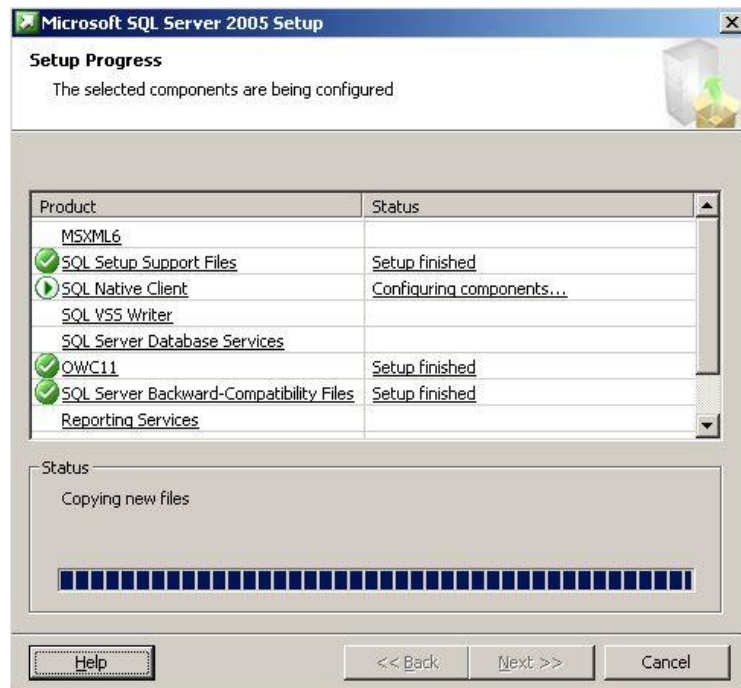 Microsoft SQL Server 2005 Setup
Setup Progress
The selected components are being configured
Product Status
MSXML6
SQL Setup Support Files Setup finished
SQL Native Client Configuring components...
SQL VSS Writer
SQL Server Database Services
OWC11 Setup finished
SQL Server Backward-Compatibility Files Setup finished
Reporting Services
Status
Copying new files
Help << Back Next >> Cancel